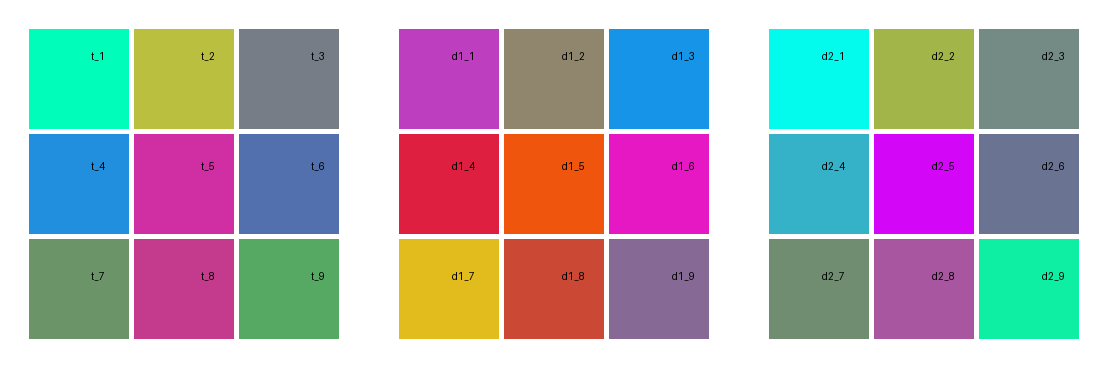 t_1 t_2 t_3 d1_1 d1_2 d1_3 d2_1 d2_2 d2_3
t_4 t_5 t_6 d1_4 d1_5 d1_6 d2_4 d2_5 d2_6
t_7 t_8 t_9 d1_7 d1_8 d1_9 d2_7 d2_8 d2_9